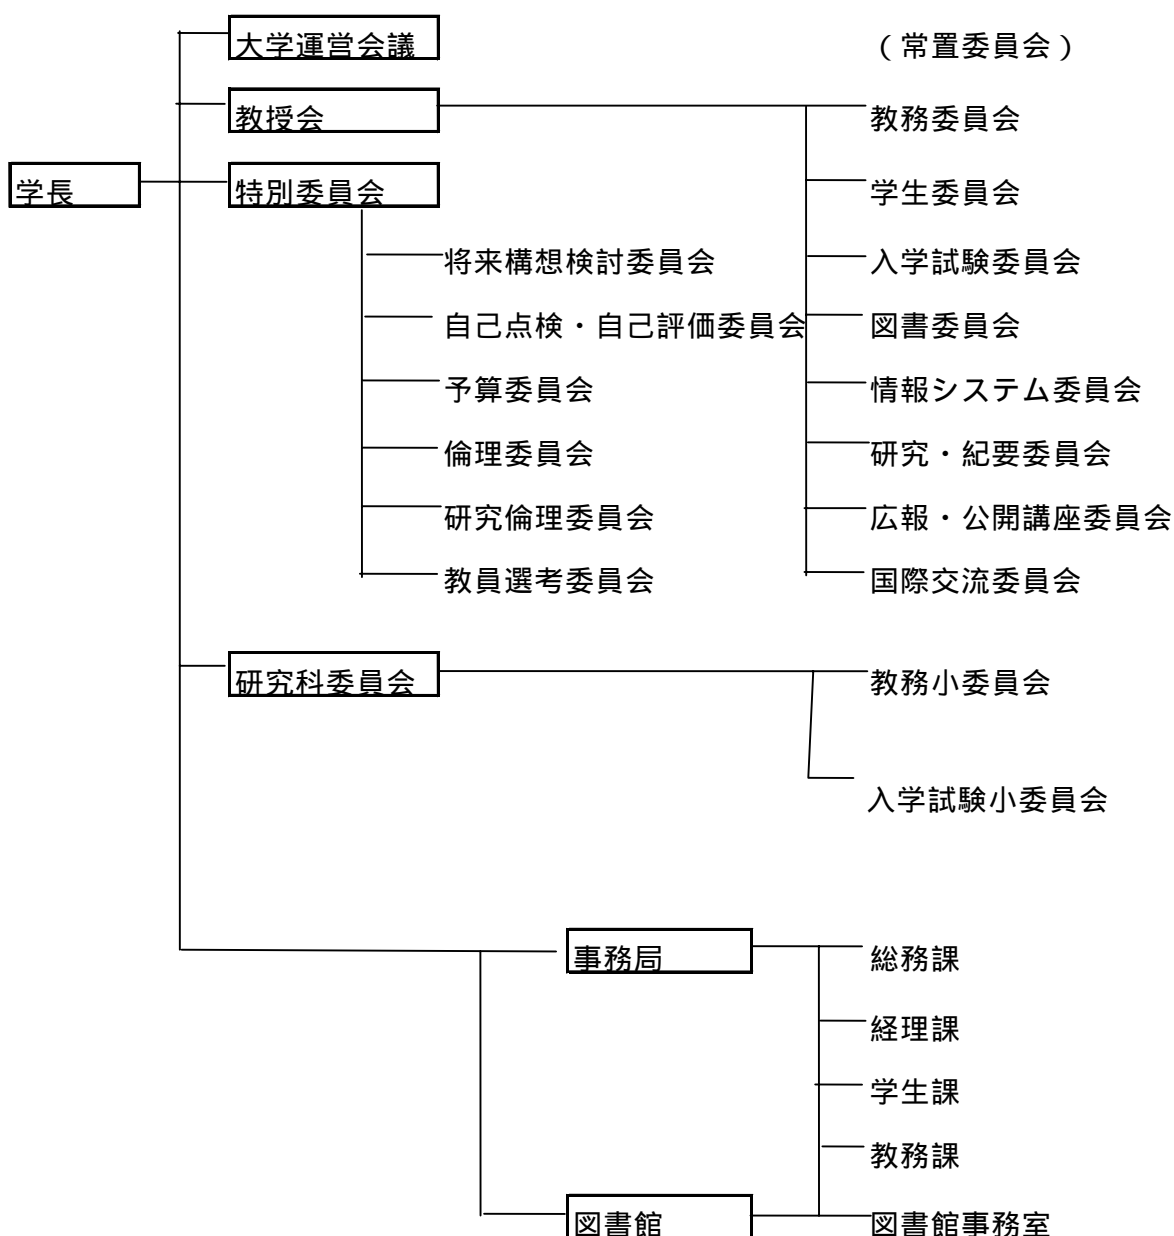 大学運営会議
（常置委員会）
教授会
教務委員会
学長
特別委員会
学生委員会
将来構想検討委員会
入学試験委員会
自己点検・自己評価委員会
図書委員会
予算委員会
情報システム委員会
倫理委員会
研究・紀要委員会
研究倫理委員会
広報・公開講座委員会
教員選考委員会
国際交流委員会
研究科委員会
教務小委員会
入学試験小委員会
事務局
総務課
経理課
学生課
教務課
図書館
図書館事務室